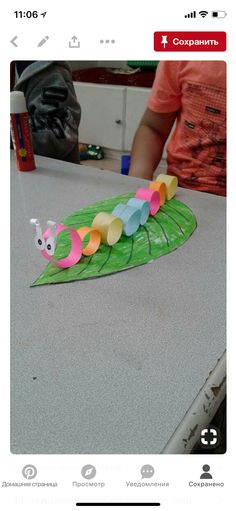 11:06
Сохранить
Домашняя страница
Просмотр
Уведомления
Сохранено